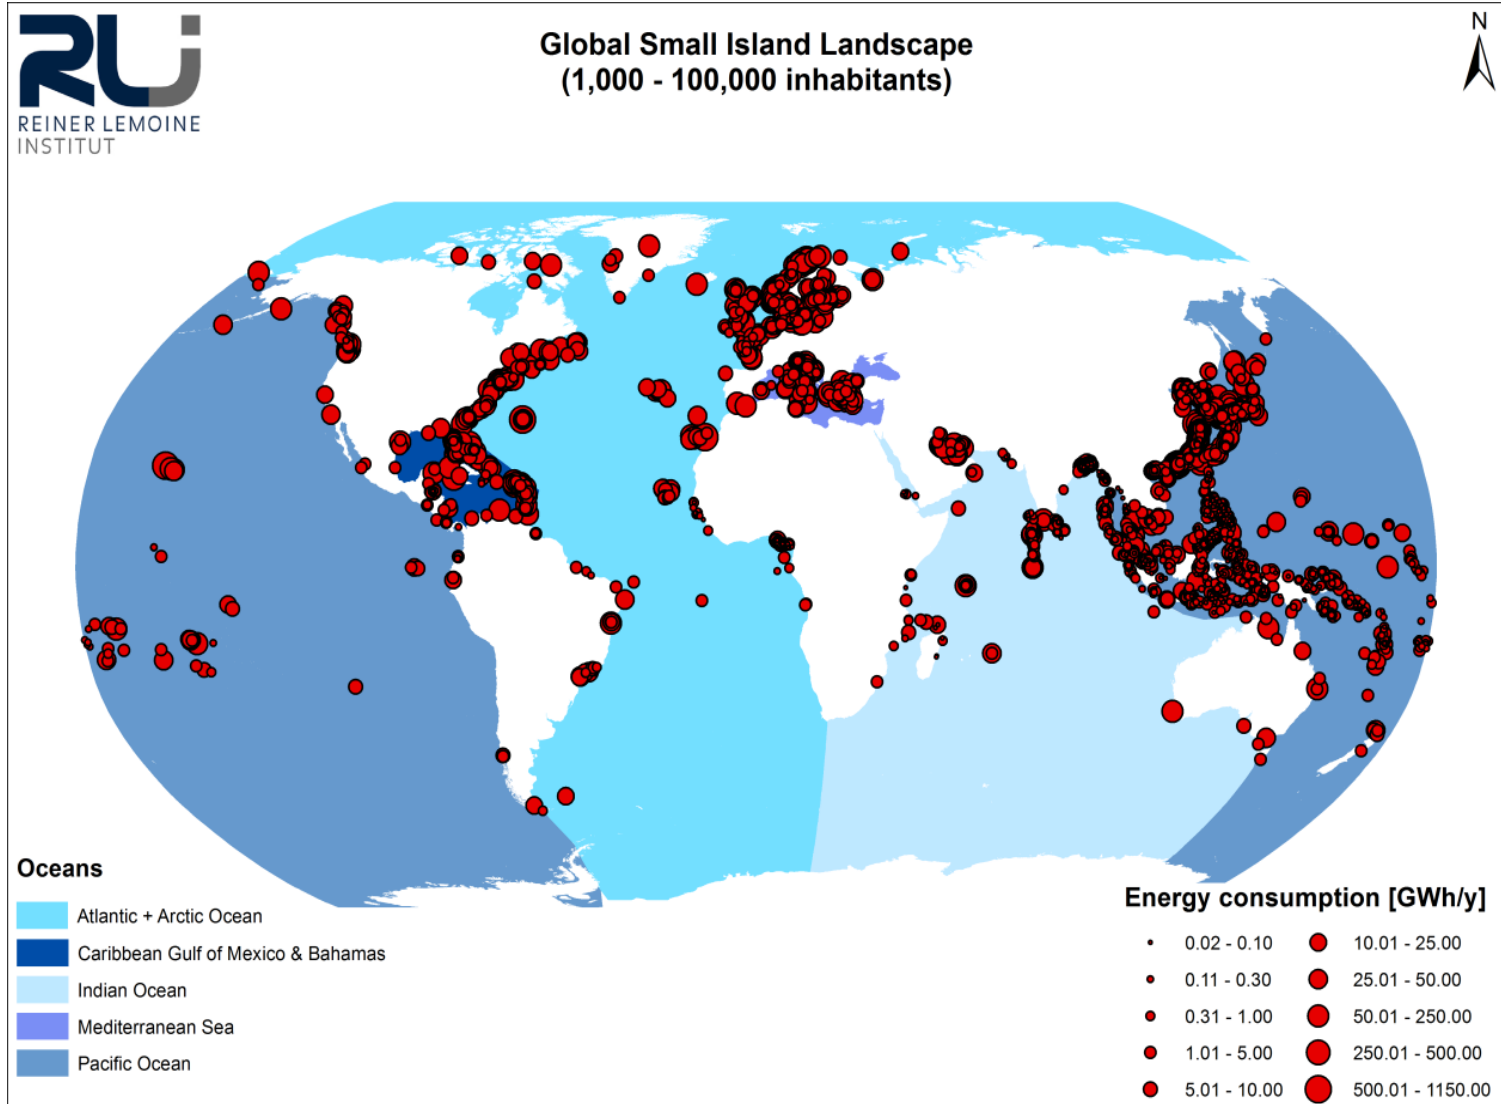 RLI
REINER LEMOINE
INSTITUT
Global Small Island Landscape
(1,000 - 100,000 inhabitants)
N
Oceans
Atlantic + Arctic Ocean
Caribbean Gulf of Mexico & Bahamas
Indian Ocean
Mediterranean Sea
Pacific Ocean
Energy consumption [GWh/y]
0.02 - 0.10
0.11 - 0.30
0.31 - 1.00
1.01 - 5.00
5.01 - 10.00
10.01 - 25.00
25.01 - 50.00
50.01 - 250.00
250.01 - 500.00
500.01 - 1150.00